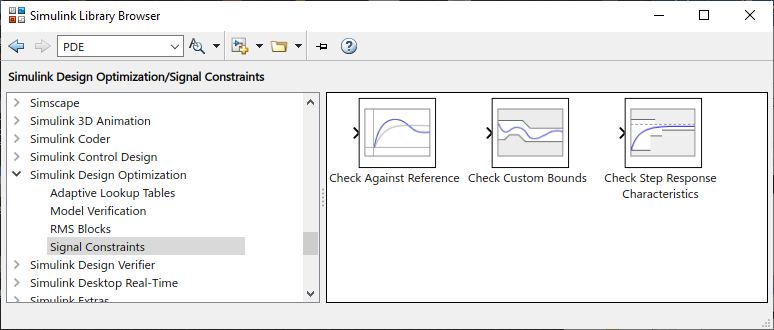 Simulink Library Browser
PDE
Simulink Design Optimization/Signal Constraints
Simscape
Simulink 3D Animation
Simulink Coder
Simulink Control Design
Simulink Design Optimization
Adaptive Lookup Tables
Model Verification
RMS Blocks
Signal Constraints
Simulink Design Verifier
Simulink Desktop Real-Time
Simulink Extras
Check Against Reference
Check Custom Bounds
Check Step Response
Characteristics